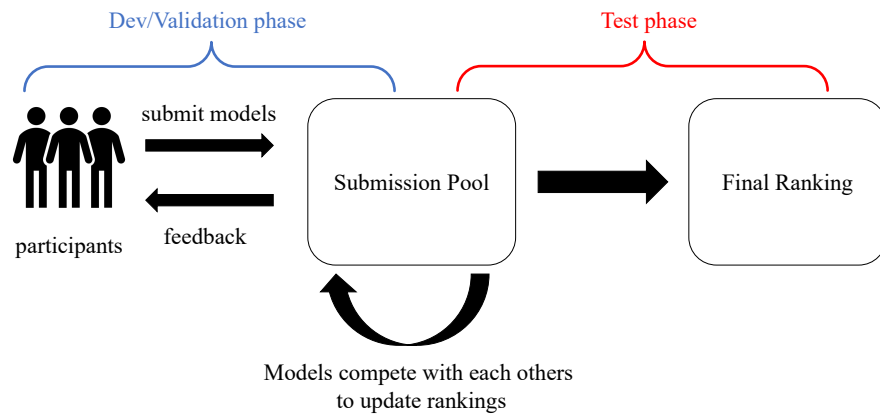 Dev/Validation phase
Test phase
submit models
Submission Pool
Final Ranking
feedback
participants
Models compete with each others
to update rankings